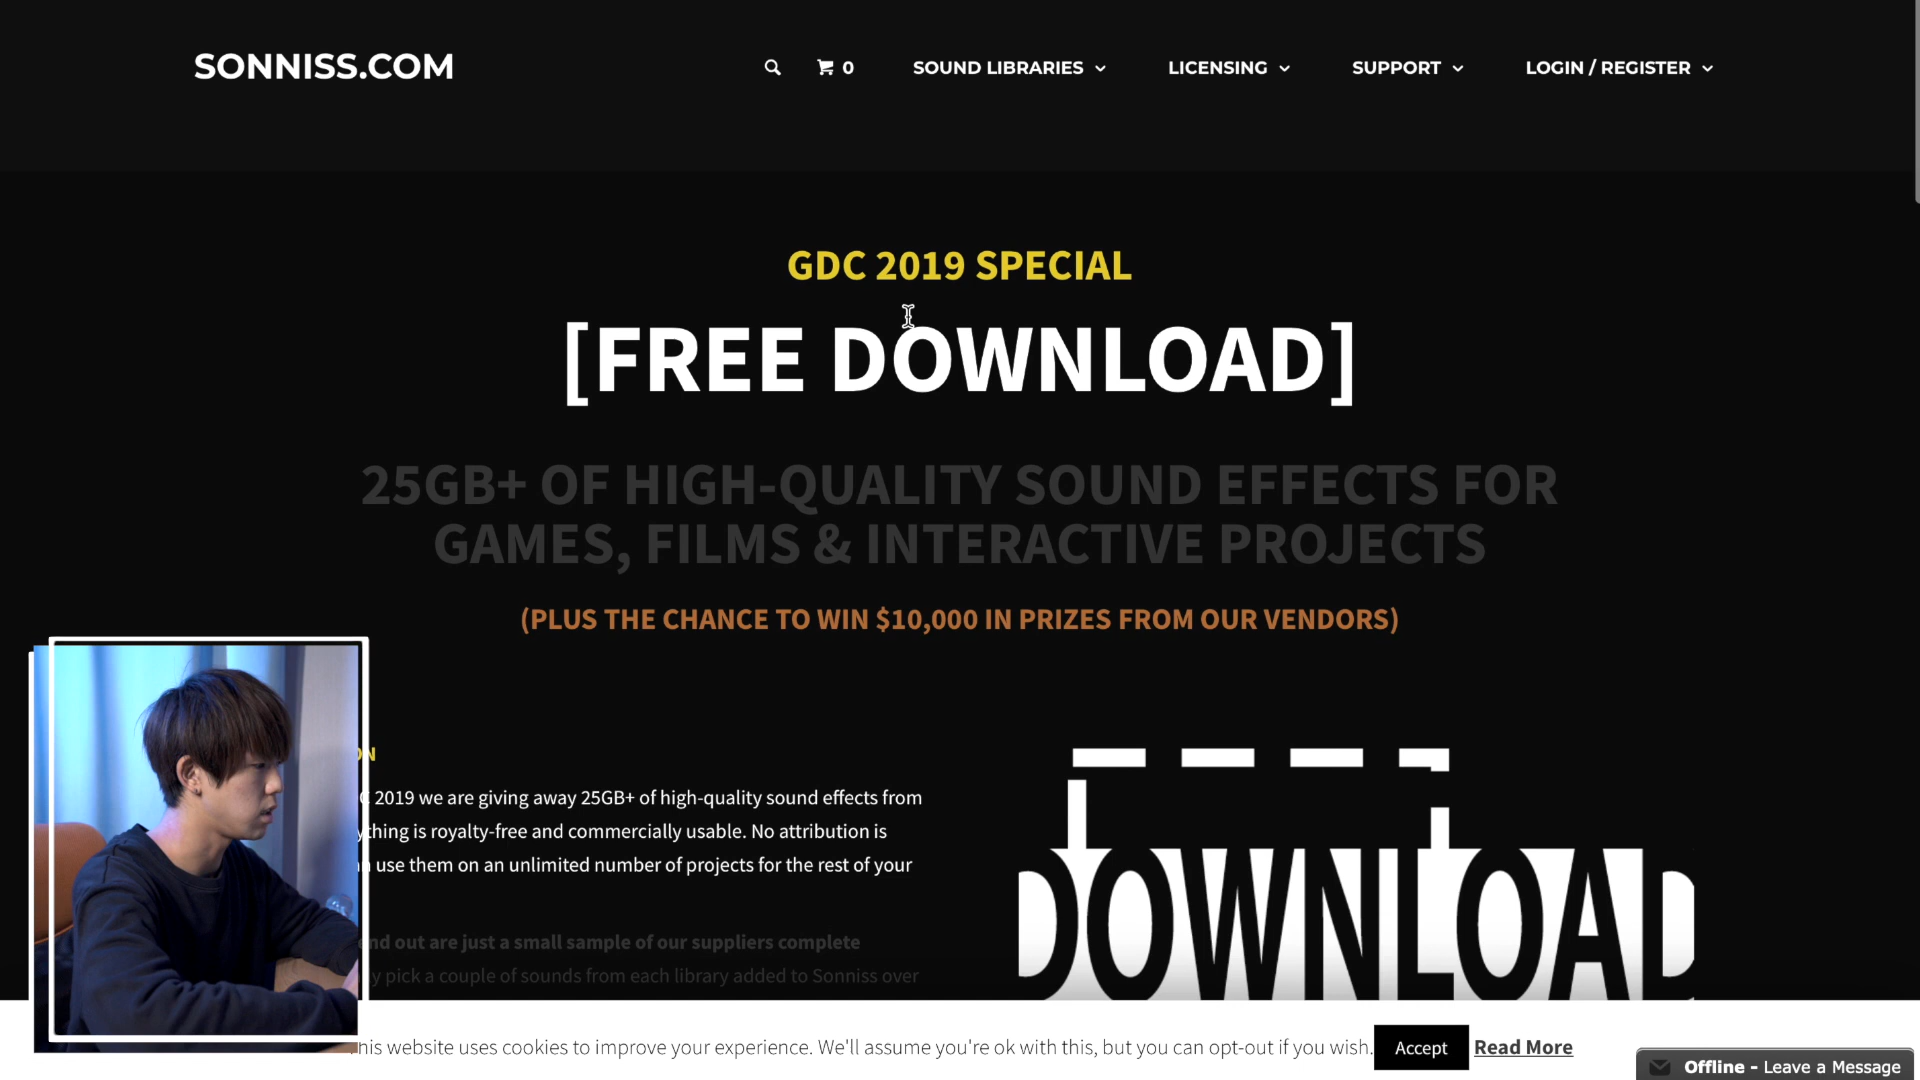 SONNISS.COM
0
SOUND LIBRARIES
LICENSING
SUPPORT
LOGIN / REGISTER
GDC 2019 SPECIAL
[FREE DOWNLOAD]
25GB+ OF HIGH-QUALITY SOUND EFFECTS FOR
GAMES, FILMS & INTERACTIVE PROJECTS
(PLUS THE CHANCE TO WIN $10,000 IN PRIZES FROM OUR VENDORS)
2019 we are giving away 25GB+ of high-quality sound effects from
is royalty-free and commercially usable. No attribution is
use them on an unlimited number of projects for the rest of your
out are just a small sample of our suppliers complete
pick a couple of sounds from each library added to Sonniss over
DOWNLOAD
website uses cookies to improve your experience. We'll assume you're ok with this, but you can opt-out if you wish.
Accept
Read More
Offline - Leave a Message